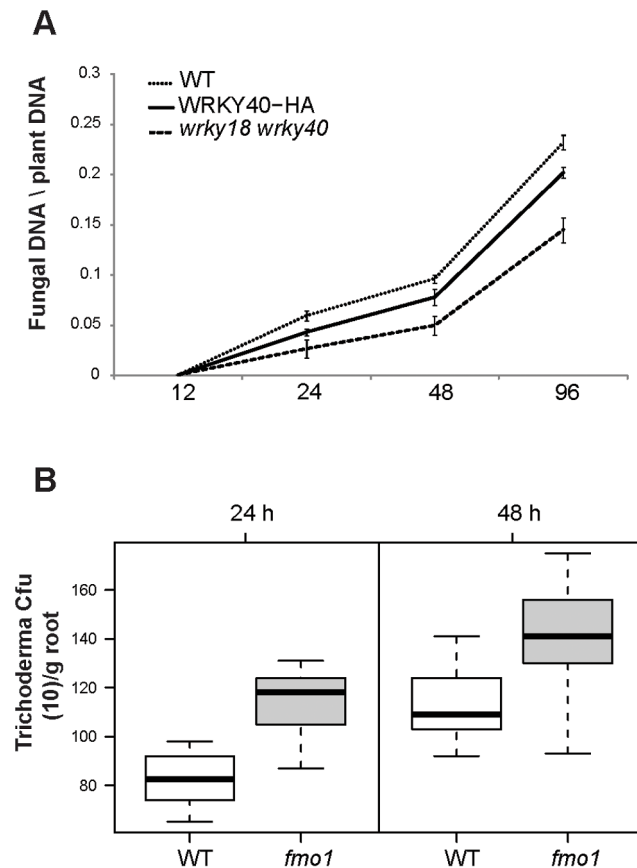 A
0.3
0.25
0.2
0.15
0.1
0.05
0
Fungal DNA \ plant DNA
WT
WRKY40−HA
wrky18 wrky40
12 24 48 96
B
24 h 48 h
Trichoderma Cfu
(10)/g root
160
140
120
100
80
WT fmo1 WT fmo1